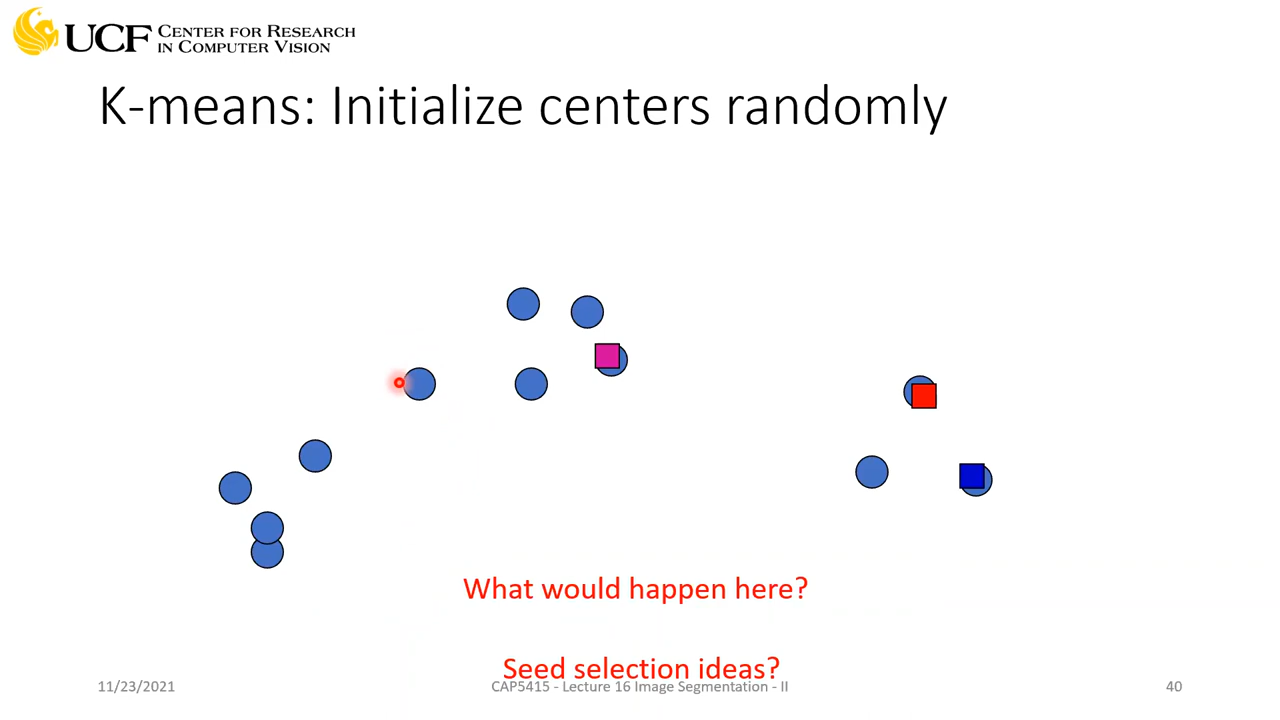 UCF CENTER FOR RESEARCH
IN COMPUTER VISION
K-means: Initialize centers randomly
What would happen here?
Seed selection ideas?
11/23/2021
CAP5415 - Lecture 16 Image Segmentation - II
40